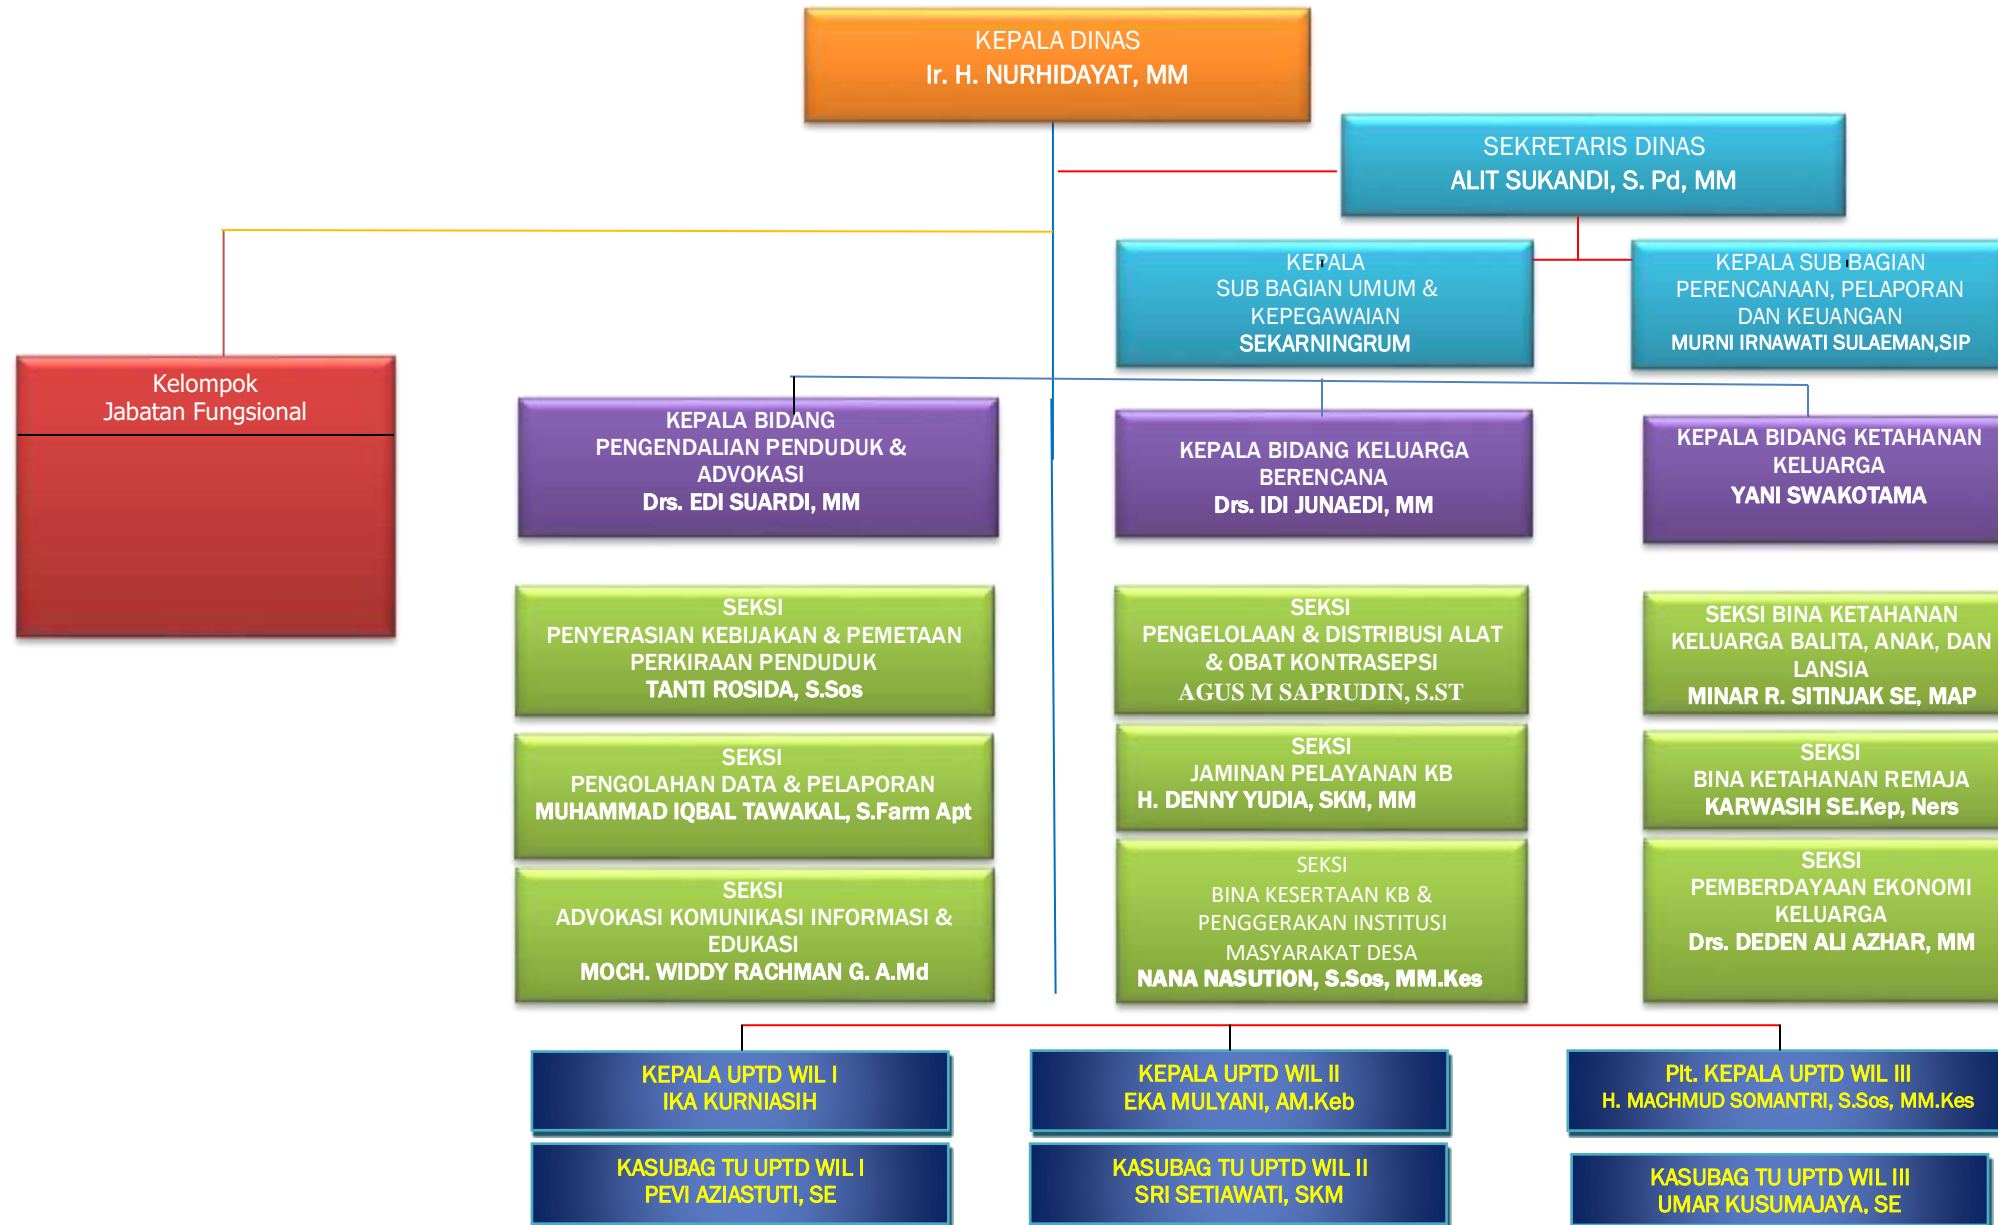 KEPALA DINAS
Ir. H. NURHIDAYAT, MM
SEKRETARIS DINAS
ALIT SUKANDI, S. Pd, MM
KEPALA
SUB BAGIAN UMUM &
KEPEGAWAIAN
SEKARNINGRUM
KEPALA SUB BAGIAN
PERENCANAAN, PELAPORAN
DAN KEUANGAN
MURNI IRNAWATI SULAEMAN,SIP
Kelompok
Jabatan Fungsional
KEPALA BIDANG
PENGENDALIAN PENDUDUK &
ADVOKASI
Drs. EDI SUARDI, MM
KEPALA BIDANG KELUARGA
BERENCANA
Drs. IDI JUNAEDI, MM
KEPALA BIDANG KETAHANAN
KELUARGA
YANI SWAKOTAMA
SEKSI
PENYERASIAN KEBIJAKAN & PEMETAAN
PERKIRAAN PENDUDUK
TANTI ROSIDA, S.Sos
SEKSI
PENGELOLAAN & DISTRIBUSI ALAT
& OBAT KONTRASEPSI
AGUS M SAPRUDIN, S.ST
SEKSI BINA KETAHANAN
KELUARGA BALITA, ANAK, DAN
LANSIA
MINAR R. SITINJAK SE, MAP
SEKSI
PENGOLAHAN DATA & PELAPORAN
MUHAMMAD IQBAL TAWAKAL, S.Farm Apt
SEKSI
JAMINAN PELAYANAN KB
H. DENNY YUDIA, SKM, MM
SEKSI
BINA KETAHANAN REMAJA
KARWASIH SE.Kep, Ners
SEKSI
ADVOKASI KOMUNIKASI INFORMASI &
EDUKASI
MOCH. WIDDY RACHMAN G. A.Md
SEKSI
BINA KESERTAAN KB &
PENGGERAKAN INSTITUSI
MASYARAKAT DESA
NANA NASUTION, S.Sos, MM.Kes
SEKSI
PEMBERDAYAAN EKONOMI
KELUARGA
Drs. DEDEN ALI AZHAR, MM
KEPALA UPTD WIL I
IKA KURNIASIH
KEPALA UPTD WIL II
EKA MULYANI, AM.Keb
Plt. KEPALA UPTD WIL III
H. MACHMUD SOMANTRI, S.Sos, MM.Kes
KASUBAG TU UPTD WIL I
PEVI AZIASTUTI, SE
KASUBAG TU UPTD WIL II
SRI SETIAWATI, SKM
KASUBAG TU UPTD WIL III
UMAR KUSUMAJAYA, SE